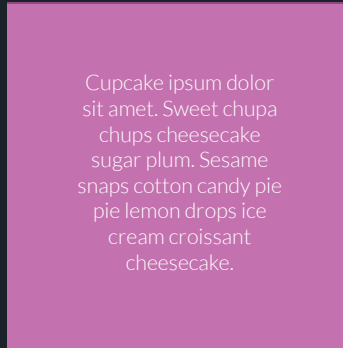 Cupcake ipsum dolor
sit amet. Sweet chupa
chups cheesecake
sugar plum. Sesame
snaps cotton candy pie
pie lemon drops ice
cream croissant
cheesecake.